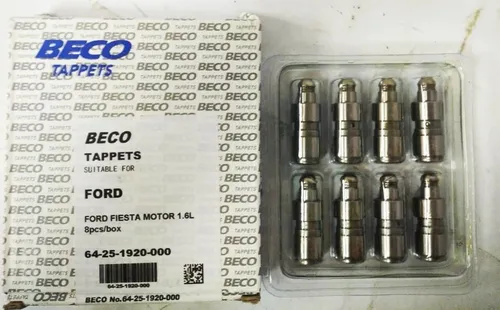 BECO
TAPPETS
BECO
TAPPETS
SUITABLE FOR
FORD
FORD FIESTA MOTOR 1.6L
8pcs/box
64-25-1920-000
64-25-1920-000
BECO No.64-25-1920-000